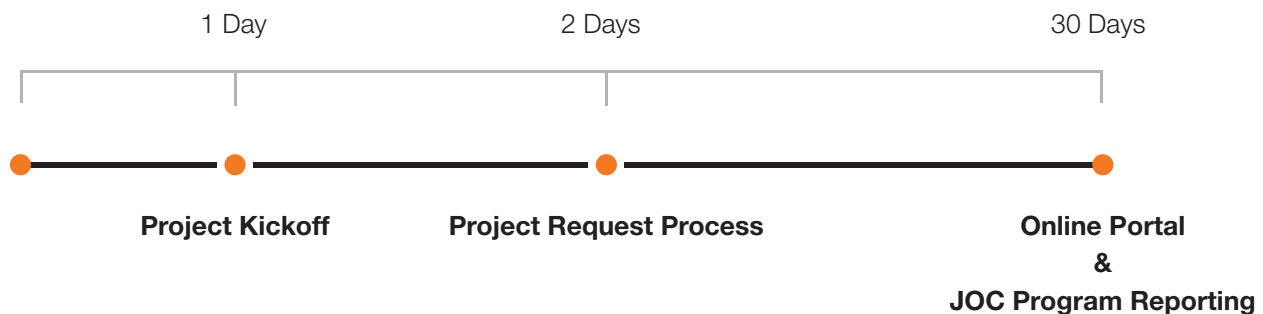 1 Day
2 Days
30 Days
Project Kickoff
Project Request Process
Online Portal
&
JOC Program Reporting